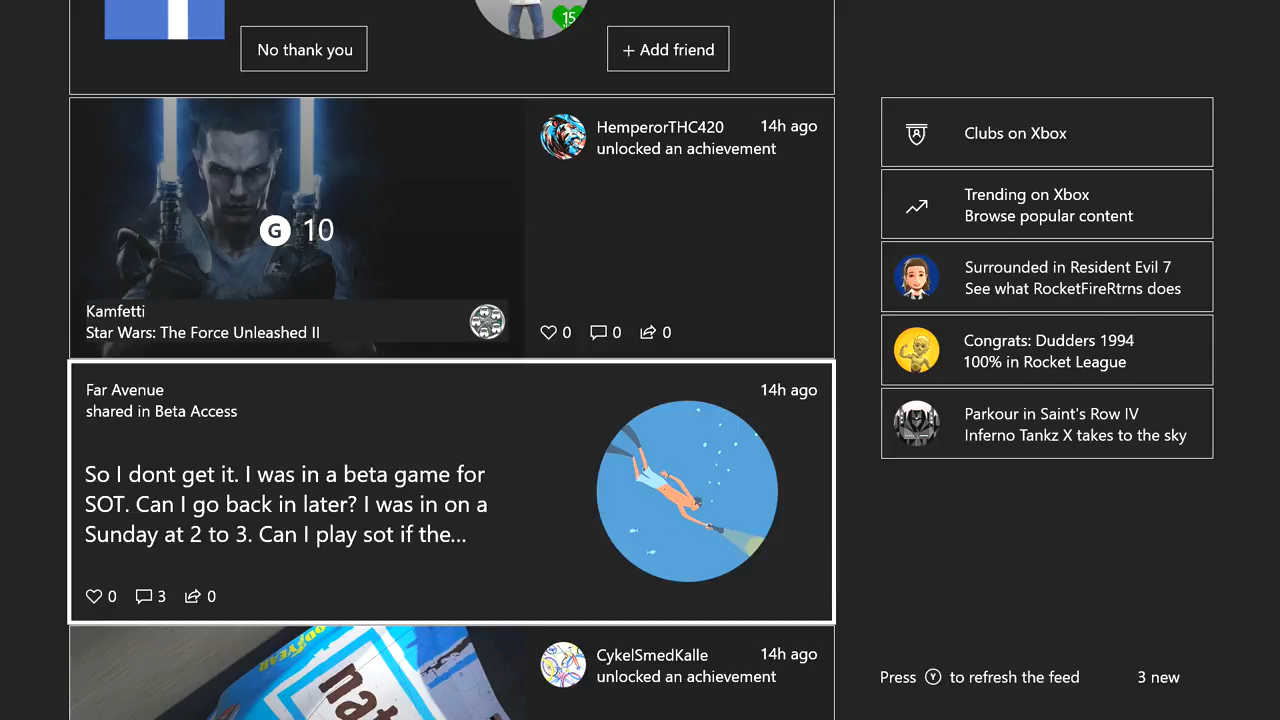 15
No thank you
+ Add friend
HemperorTHC420
14h ago
unlocked an achievement
G 10
Kamfetti
Star Wars: The Force Unleashed II
0 0 0
Far Avenue
14h ago
shared in Beta Access
So I dont get it. I was in a beta game for
SOT. Can I go back in later? I was in on a
Sunday at 2 to 3. Can I play sot if the...
0 3 0
GOODYEAR
nat
CykelSmedKalle
14h ago
unlocked an achievement
Clubs on Xbox
Trending on Xbox
Browse popular content
Surrounded in Resident Evil 7
See what RocketFireRtrns does
Congrats: Dudders 1994
100% in Rocket League
Parkour in Saint's Row IV
Inferno Tankz X takes to the sky
Press Y to refresh the feed
3 new